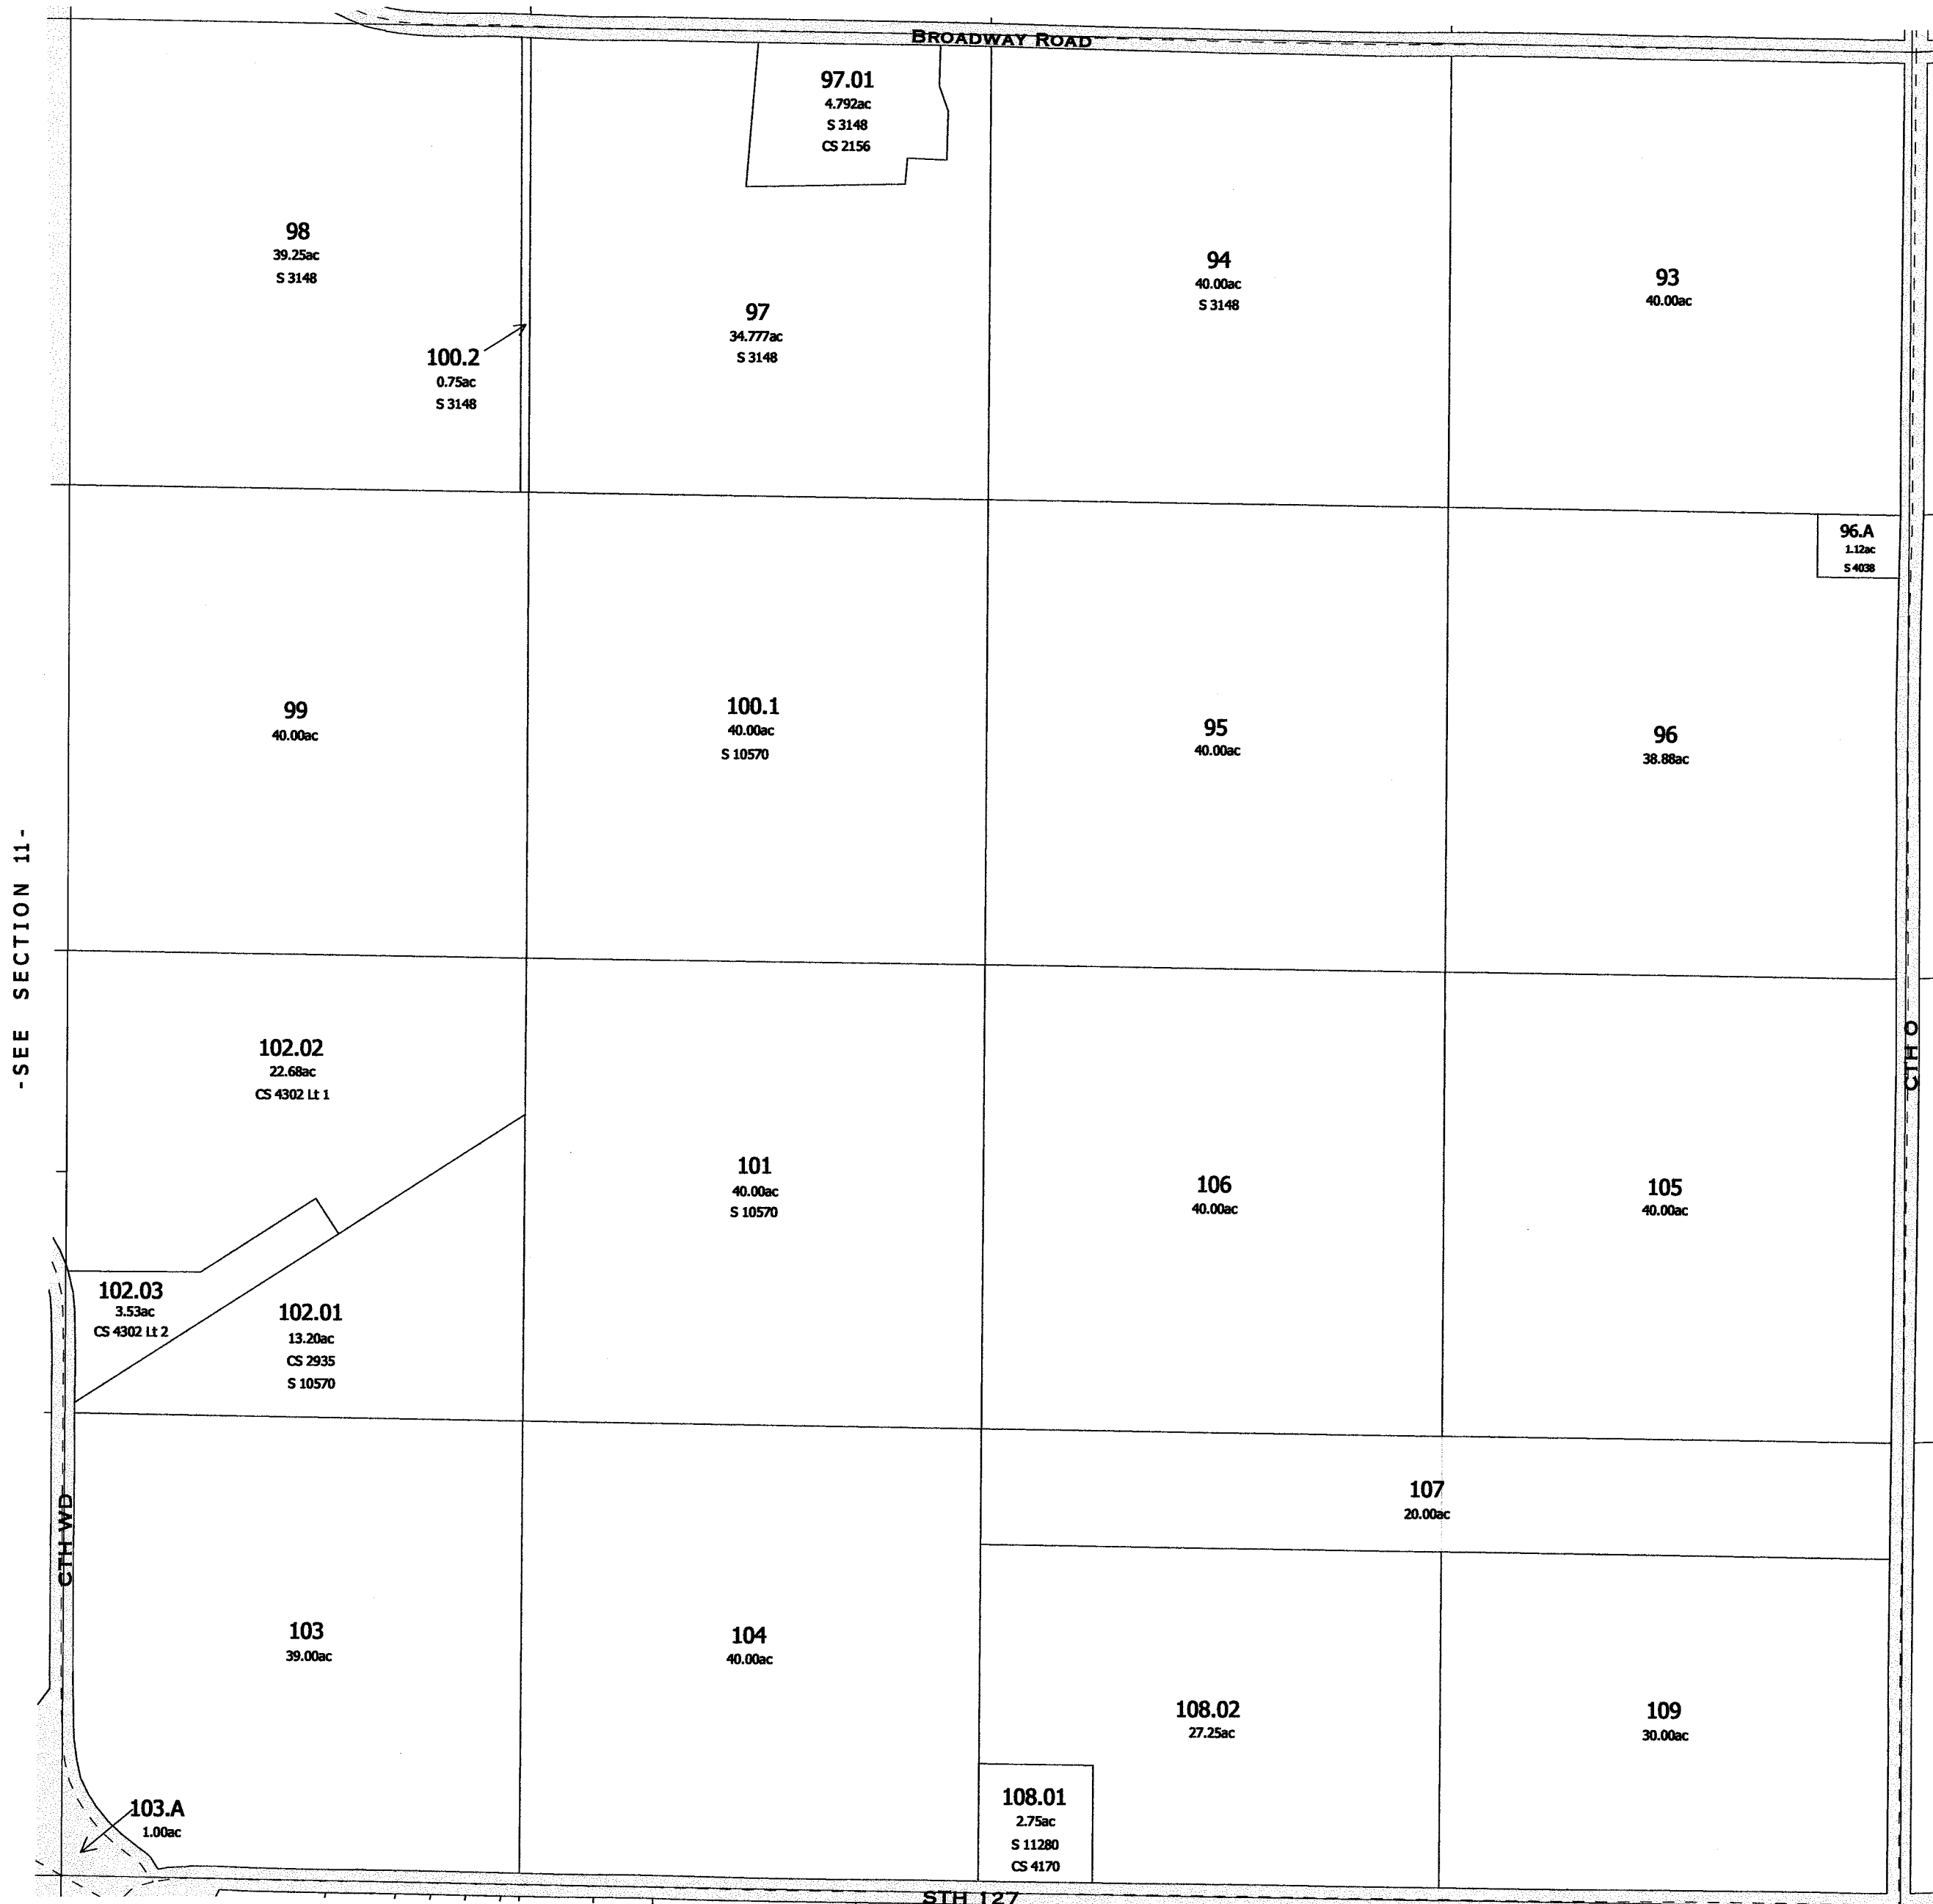 BROADWAY ROAD
97.01
4.792ac
S 3148
CS 2156
98
39.25ac
S 3148
94
40.00ac
S 3148
93
40.00ac
97
34.777ac
S 3148
100.2
0.75ac
S 3148
96.A
1.12ac
S 4038
99
40.00ac
100.1
40.00ac
S 10570
95
40.00ac
96
38.88ac
-SEE SECTION 11-
102.02
22.68ac
CS 4302 Lt 1
CTH O
101
40.00ac
S 10570
106
40.00ac
105
40.00ac
102.03
3.53ac
CS 4302 Lt 2
102.01
13.20ac
CS 2935
S 10570
107
20.00ac
CTH WD
103
39.00ac
104
40.00ac
108.02
27.25ac
109
30.00ac
103.A
1.00ac
108.01
2.75ac
S 11280
CS 4170
STH 127